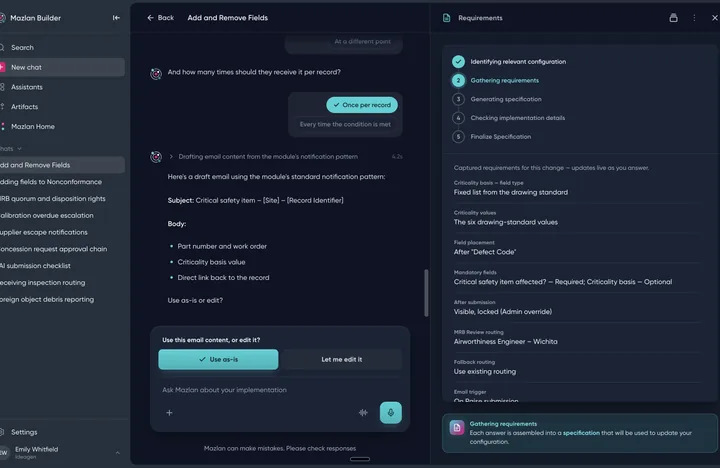 Mazlan Builder
Search
New chat
Assistants
Artifacts
Mazlan Home
hats
dd and Remove Fields
dding fields to Nonconformance
RB quorum and disposition rights
alibration overdue escalation
upplier escape notifications
oncession request approval chain
AI submission checklist
eceiving inspection routing
oreign object debris reporting
Settings
EW
Emily Whitfield
Back
Add and Remove Fields
At a different point
And how many times should they receive it per record?
Once per record
Every time the condition is met
Drafting email content from the module's notification pattern
4.2s
Here's a draft email using the module's standard notification pattern:
Subject: Critical safety item – [Site] – [Record Identifier]
Body:
Part number and work order
Criticality basis value
Direct link back to the record
Use as-is or edit?
Use this email content, or edit it?
Use as-is
Let me edit it
Ask Mazlan about your implementation
Mazlan can make mistakes. Please check responses
Requirements
Identifying relevant configuration
2 Gathering requirements
3 Generating specification
4 Checking implementation details
5 Finalize Specification
Captured requirements for this change — updates live as you answer.
Criticality basis — field type
Fixed list from the drawing standard
Criticality values
The six drawing-standard values
Field placement
After "Defect Code"
Mandatory fields
Critical safety item affected? — Required; Criticality basis — Optional
After submission
Visible, locked (Admin override)
MRB Review routing
Airworthiness Engineer – Wichita
Fallback routing
Use existing routing
Email trigger
On Raise submission
Gathering requirements
Each answer is assembled into a specification that will be used to update your
configuration.